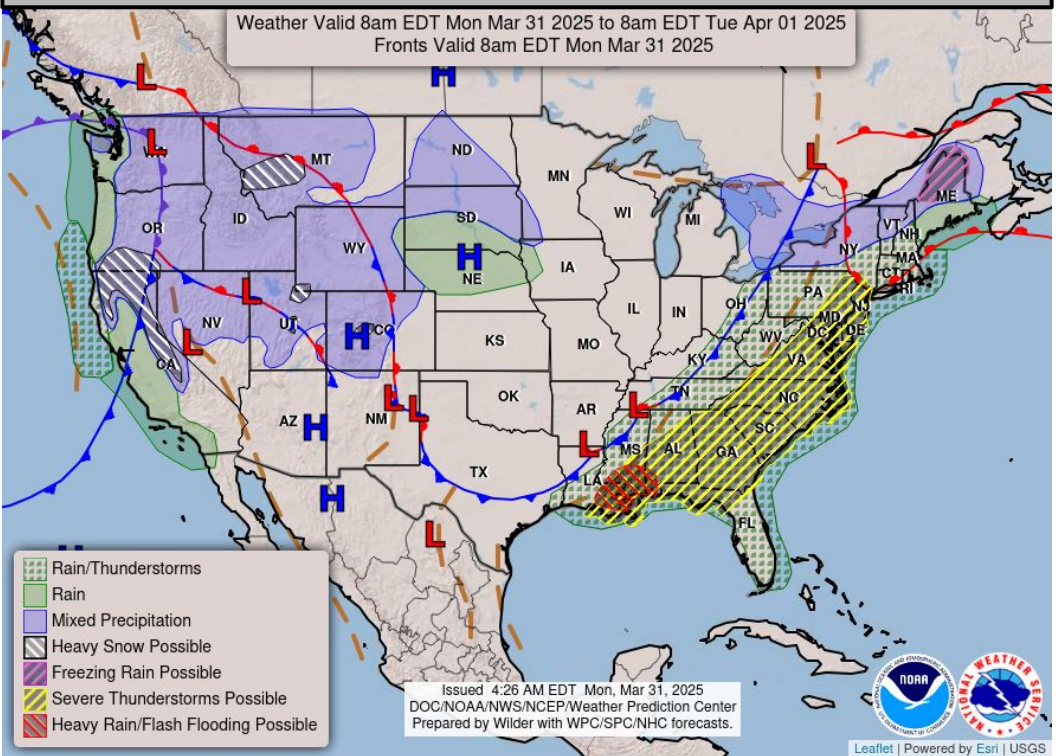 Weather Valid 8am EDT Mon Mar 31 2025 to 8am EDT Tue Apr 01 2025
Fronts Valid 8am EDT Mon Mar 31 2025
L
H
L
MT
ND
MN
L
ME
OR
ID
WY
SD
WI
MI
NY
VT
NH
MA
CT
RI
H
NE
IA
PA
NJ
L
NV
UT
H
CO
KS
MO
IL
IN
OH
WV
MD
DC
DE
VA
KY
L
CA
AZ
H
NM
L
L
OK
AR
TN
L
NC
SC
TX
L
LA
MS
AL
GA
H
L
FL
Rain/Thunderstorms
Rain
Mixed Precipitation
Heavy Snow Possible
Freezing Rain Possible
Severe Thunderstorms Possible
Heavy Rain/Flash Flooding Possible
Issued 4:26 AM EDT Mon, Mar 31, 2025
DOC/NOAA/NWS/NCEP/Weather Prediction Center
Prepared by Wilder with WPC/SPC/NHC forecasts.
NOAA
NATIONAL WEATHER SERVICE
Leaflet | Powered by Esri | USGS